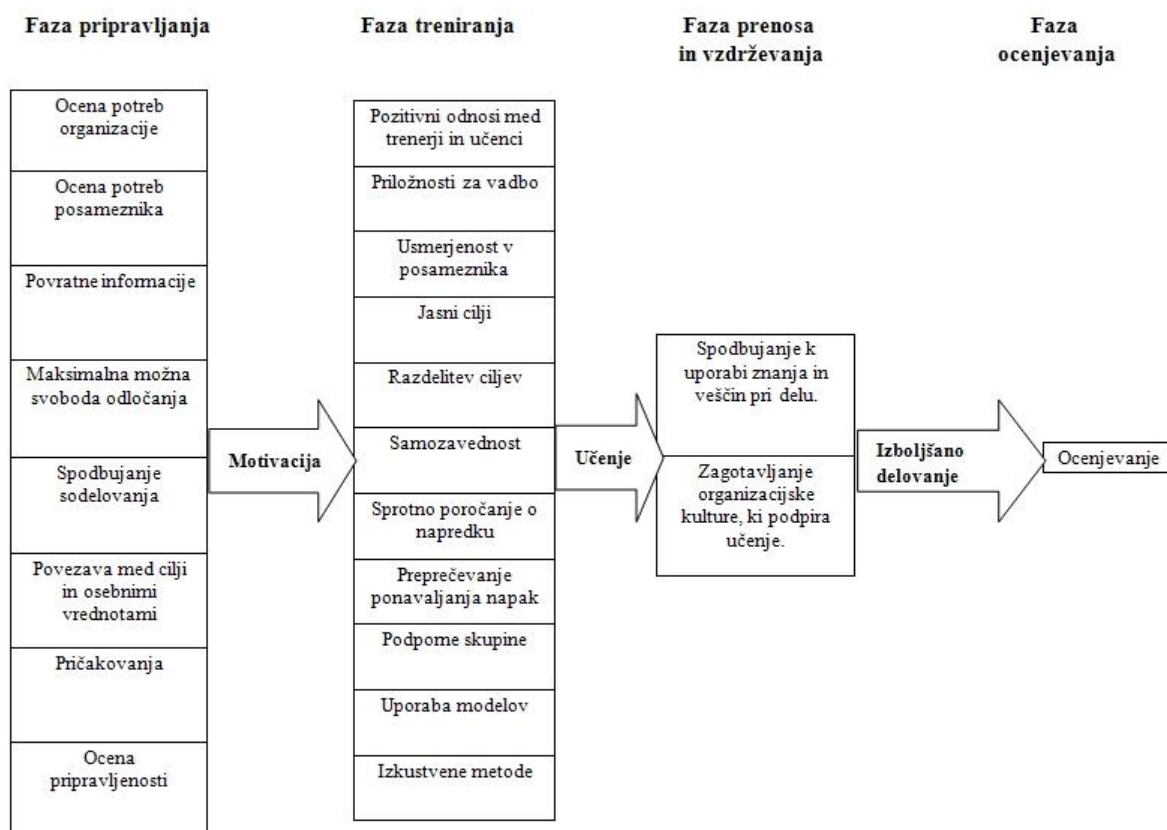 Faza pripravljanja
Faza treniranja
Faza prenosa
in vzdrževanja
Faza
ocenjevanja
Ocena potreb
organizacije
Ocena potreb
posameznika
Povratne informacije
Maksimalna možna
svoboda odločanja
Spodbujanje
sodelovanja
Povezava med cilji
in osebnimi
vrednotami
Pričakovanja
Ocena
pripravljenosti
Motivacija
Pozitivni odnosi med
trenerji in učenci
Priložnosti za vadbo
Usmerjenost v
posameznika
Jasni cilji
Razdelitev ciljev
Samozavednost
Sprotno poročanje o
napredku
Preprečevanje
ponavaljanja napak
Podporne skupine
Uporaba modelov
Izkustvene metode
Učenje
Spodbujanje k
uporabi znanja in
veščin pri delu.
Zagotavljanje
organizacijske
kulture, ki podpira
učenje.
Izboljšano
delovanje
Ocenjevanje